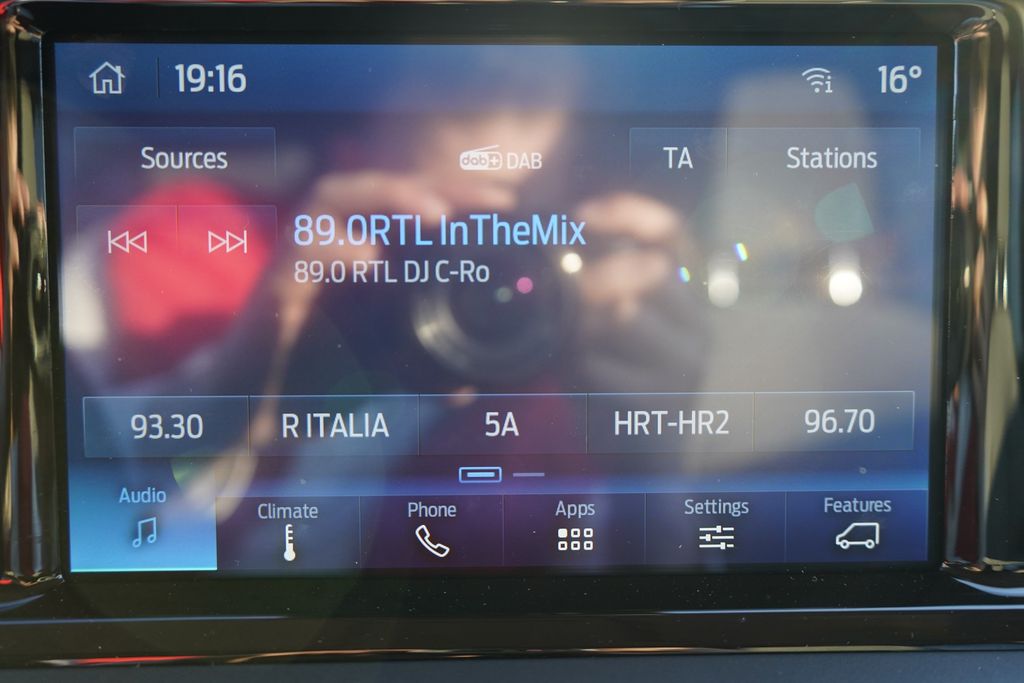 19:16
16°
Sources
dab+ DAB
TA
Stations
89.0RTL InTheMix
89.0 RTL DJ C-Ro
93.30
R ITALIA
5A
HRT-HR2
96.70
Audio
Climate
Phone
Apps
Settings
Features